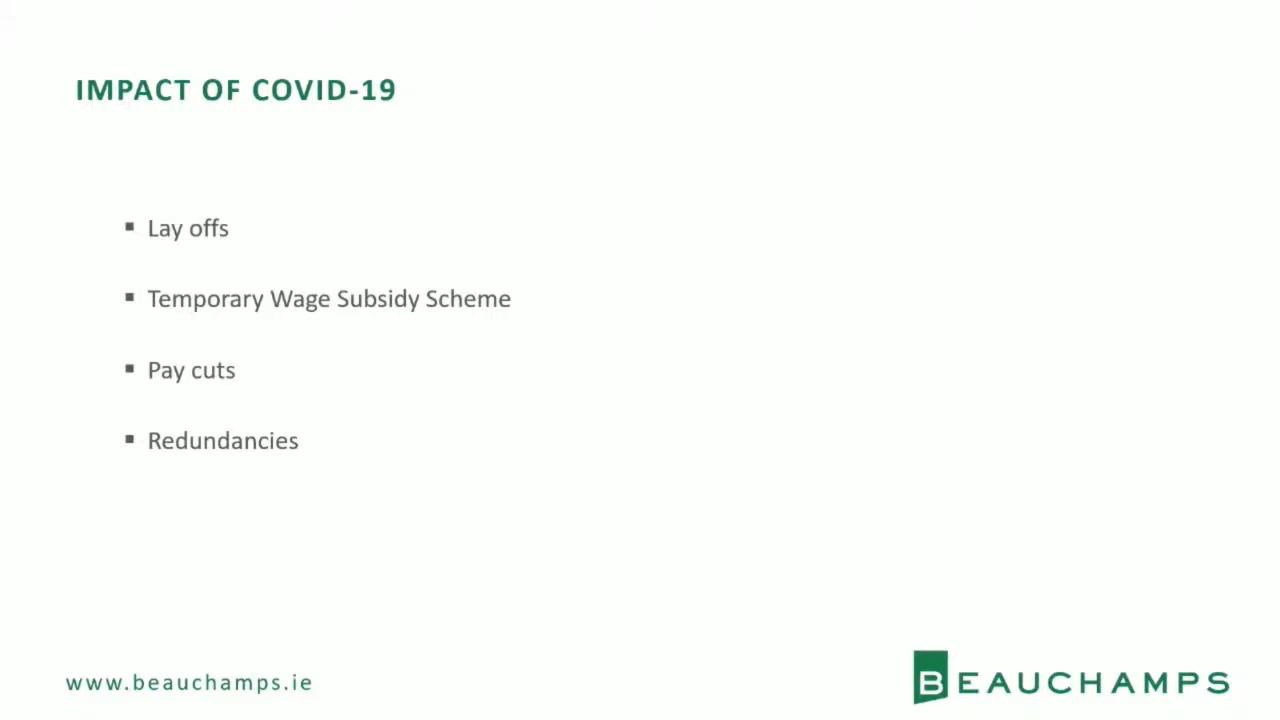 IMPACT OF COVID-19
▪ Lay offs
▪ Temporary Wage Subsidy Scheme
▪ Pay cuts
▪ Redundancies
www.beauchamps.ie
BEAUCHAMPS